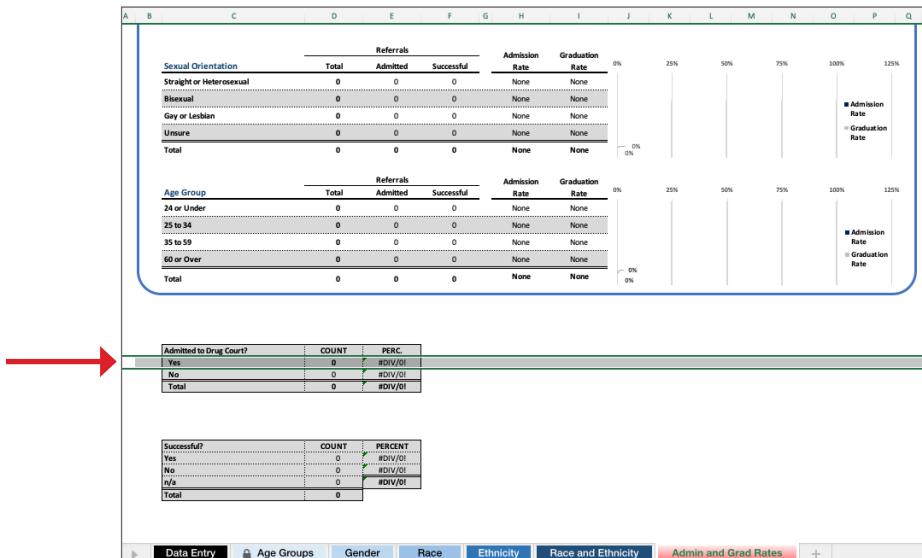 A B C D E F G H I J K L M N O P Q
Referrals Admission Graduation
Sexual Orientation Total Admitted Successful Rate Rate 0% 25% 50% 75% 100% 125%
Straight or Heterosexual 0 0 0 None None
Bisexual 0 0 0 None None
Gay or Lesbian 0 0 0 None None
Unsure 0 0 0 None None
Total 0 0 0 None None
Admission
Rate
Graduation
Rate
0%
0%
Referrals Admission Graduation
Age Group Total Admitted Successful Rate Rate 0% 25% 50% 75% 100% 125%
24 or Under 0 0 0 None None
25 to 34 0 0 0 None None
35 to 59 0 0 0 None None
60 or Over 0 0 0 None None
Total 0 0 0 None None
Admission
Rate
Graduation
Rate
0%
0%
Admitted to Drug Court? COUNT PERC.
Yes 0 #DIV/0!
No 0 #DIV/0!
Total 0 #DIV/0!
Successful? COUNT PERCENT
Yes 0 #DIV/0!
No 0 #DIV/0!
n/a 0 #DIV/0!
Total 0
Data Entry Age Groups Gender Race Ethnicity Race and Ethnicity Admin and Grad Rates +